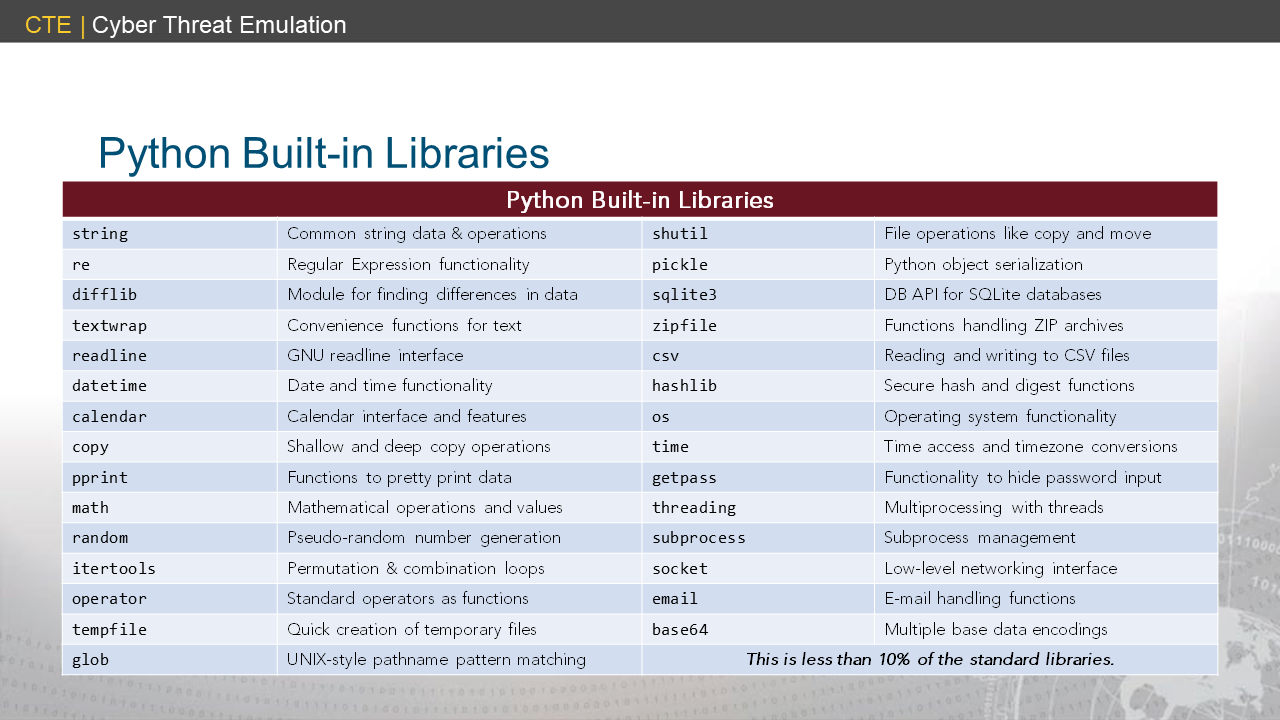 CTE | Cyber Threat Emulation
Python Built-in Libraries
Python Built-in Libraries
string Common string data & operations shutil File operations like copy and move
re Regular Expression functionality pickle Python object serialization
difflib Module for finding differences in data sqlite3 DB API for SQLite databases
textwrap Convenience functions for text zipfile Functions handling ZIP archives
readline GNU readline interface csv Reading and writing to CSV files
datetime Date and time functionality hashlib Secure hash and digest functions
calendar Calendar interface and features os Operating system functionality
copy Shallow and deep copy operations time Time access and timezone conversions
pprint Functions to pretty print data getpass Functionality to hide password input
math Mathematical operations and values threading Multiprocessing with threads
random Pseudo-random number generation subprocess Subprocess management
itertools Permutation & combination loops socket Low-level networking interface
operator Standard operators as functions email E-mail handling functions
tempfile Quick creation of temporary files base64 Multiple base data encodings
glob UNIX-style pathname pattern matching This is less than 10% of the standard libraries.